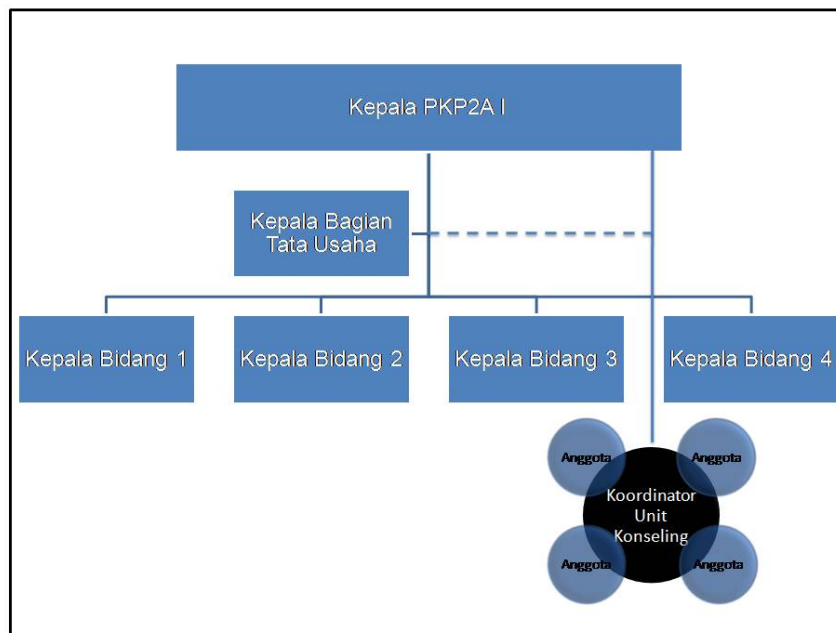 Kepala PKP2A I
Kepala Bagian
Tata Usaha
Kepala Bidang 1
Kepala Bidang 2
Kepala Bidang 3
Kepala Bidang 4
Anggota
Anggota
Koordinator
Unit
Konseling
Anggota
Anggota